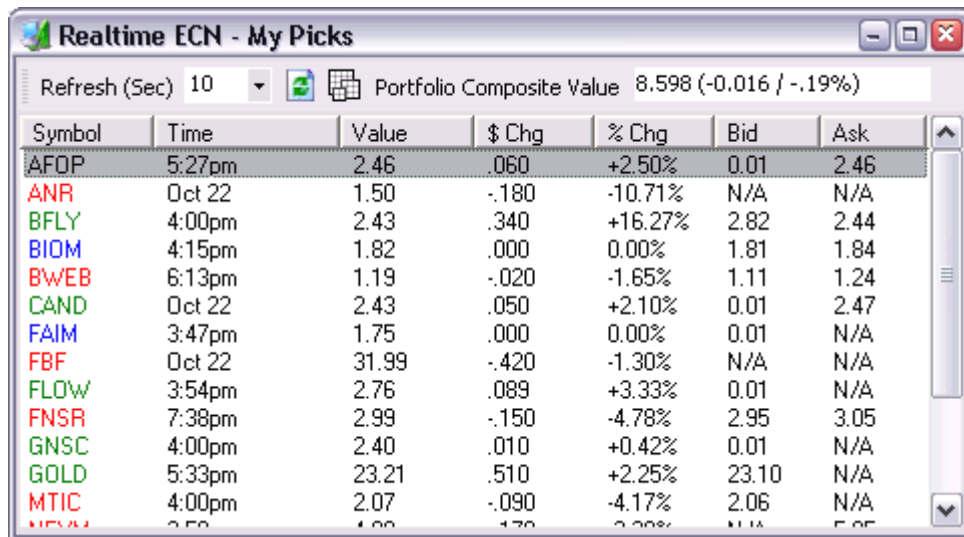 Realtime ECN - My Picks
Refresh (Sec) 10 Portfolio Composite Value 8.598 (-0.016 / -.19%)
Symbol Time Value $ Chg % Chg Bid Ask
AFOP 5:27pm 2.46 .060 +2.50% 0.01 2.46
ANR Oct 22 1.50 -.180 -10.71% N/A N/A
BFLY 4:00pm 2.43 .340 +16.27% 2.82 2.44
BIOM 4:15pm 1.82 .000 0.00% 1.81 1.84
BWEB 6:13pm 1.19 -.020 -1.65% 1.11 1.24
CAND Oct 22 2.43 .050 +2.10% 0.01 2.47
FAIM 3:47pm 1.75 .000 0.00% 0.01 N/A
FBF Oct 22 31.99 -.420 -1.30% N/A N/A
FLOW 3:54pm 2.76 .089 +3.33% 0.01 N/A
FNSR 7:38pm 2.99 -.150 -4.78% 2.95 3.05
GNSC 4:00pm 2.40 .010 +0.42% 0.01 N/A
GOLD 5:33pm 23.21 .510 +2.25% 23.10 N/A
MTIC 4:00pm 2.07 -.090 -4.17% 2.06 N/A